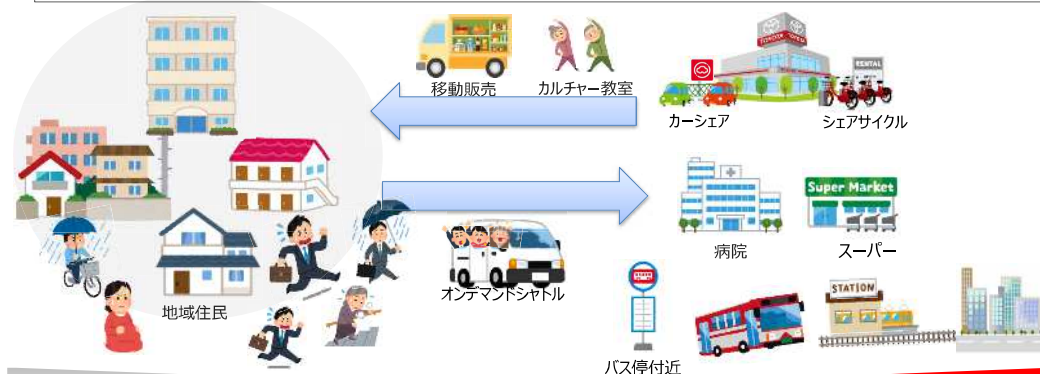 移動販売
カルチャー教室
TOYOTA
カーシェア
RENTAL
シェアサイクル
地域住民
オンデマンドシャトル
病院
Super Market
スーパー
バス停付近
STATION